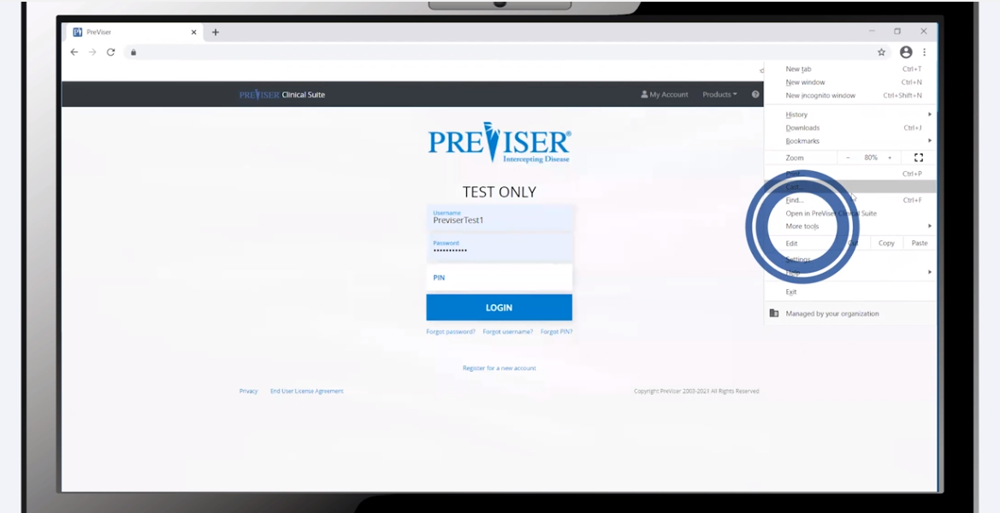 PreViser
New tab Ctrl+T
New window Ctrl+N
New incognito window Ctrl+Shift+N
PREVISER Clinical Suite My Account Products
History
Downloads Ctrl+J
Bookmarks
PREVISER®
Intercepting Disease
Zoom - 80% +
Print... Ctrl+P
Cast...
TEST ONLY
Find... Ctrl+F
Username
Open in PreViser Clinical Suite
PreviserTest1
More tools
Password
Edit Cut Copy Paste
•••••••••••
Settings
Help
PIN
Exit
LOGIN
Managed by your organization
Forgot password? Forgot username? Forgot PIN?
Register for a new account
Privacy End User License Agreement Copyright PreViser 2003-2021 All Rights Reserved